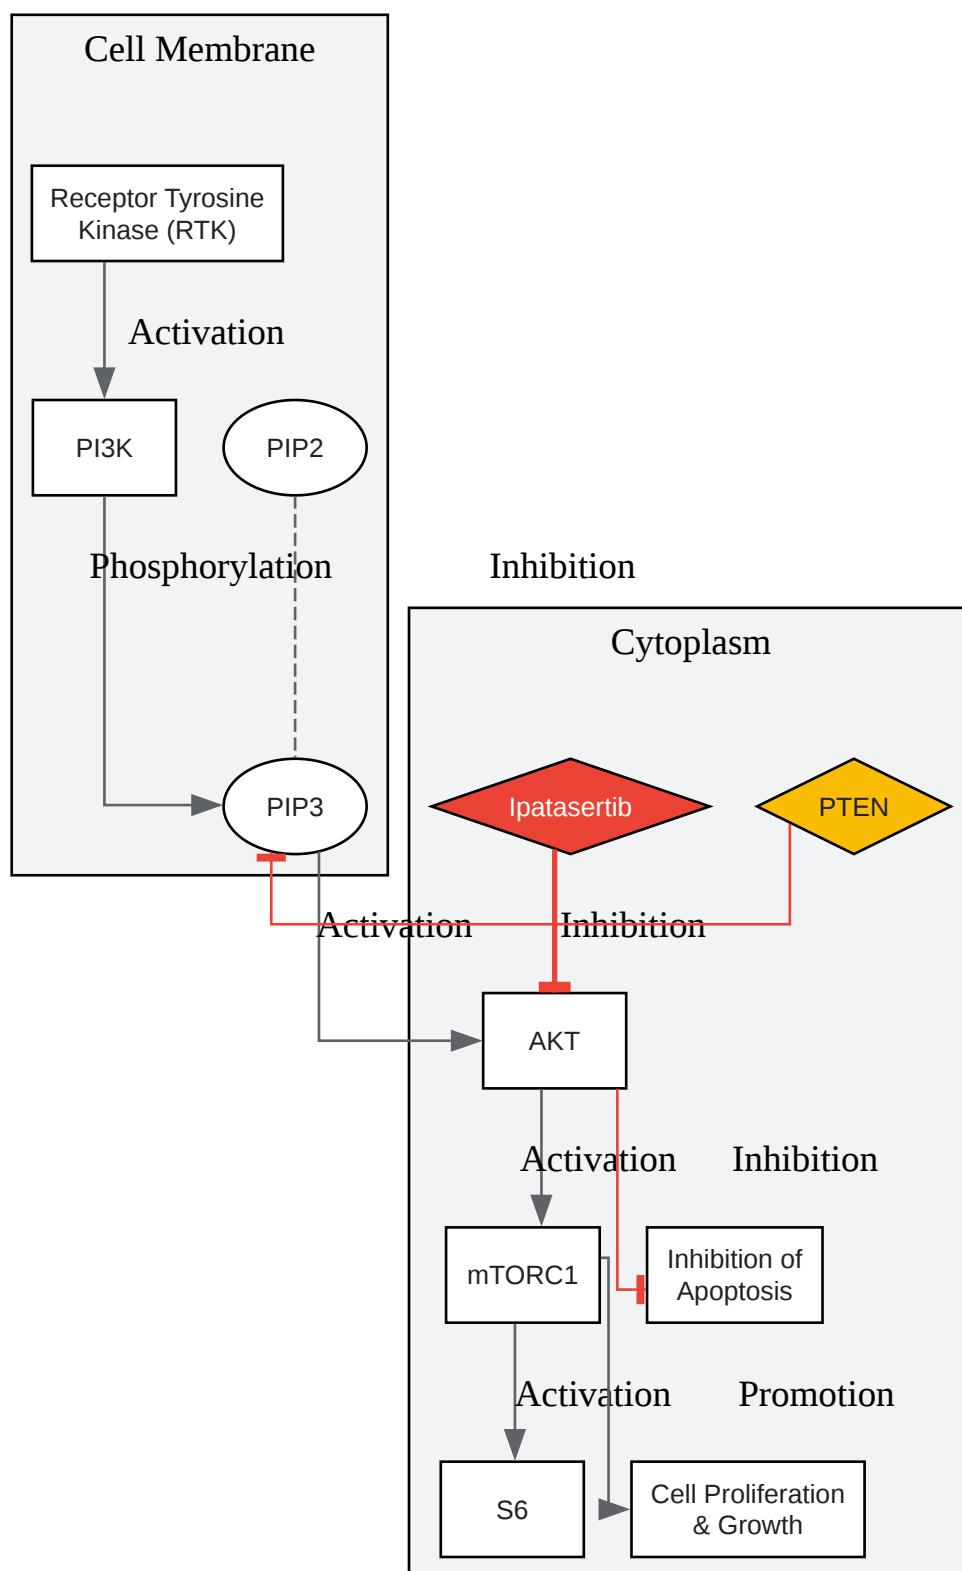 Cell Membrane
Receptor Tyrosine
Kinase (RTK)
Activation
PI3K
PIP2
Phosphorylation
Inhibition
Cytoplasm
PIP3
Ipatasertib
PTEN
Activation
Inhibition
AKT
Activation
Inhibition
mTORC1
Inhibition of
Apoptosis
Activation
Promotion
S6
Cell Proliferation
& Growth